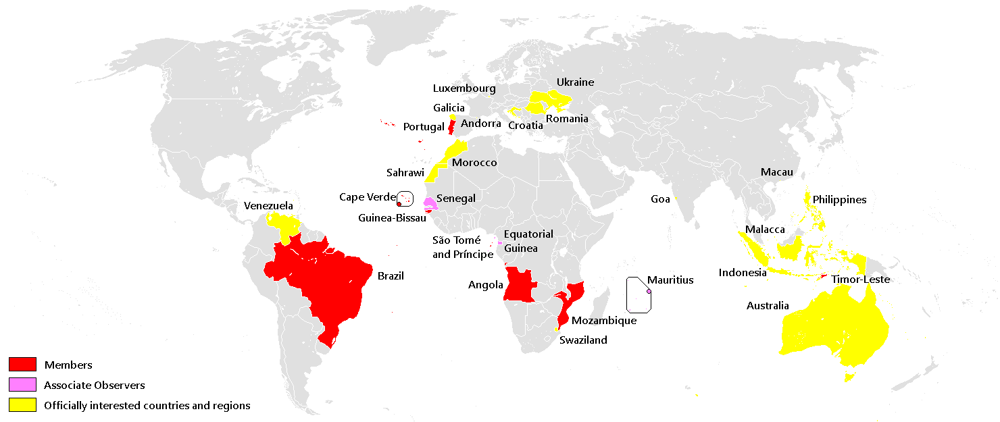 Ukraine
Luxembourg
Galicia
Romania
Andorra
Croatia
Portugal
Morocco
Sahrawi
Macau
Cape Verde
Senegal
Goa
Philippines
Venezuela
Guinea-Bissau
Malacca
Equatorial
Guinea
São Tomé
and Príncipe
Indonesia
Brazil
Timor-Leste
Mauritius
Angola
Australia
Mozambique
Swaziland
Members
Associate Observers
Officially interested countries and regions